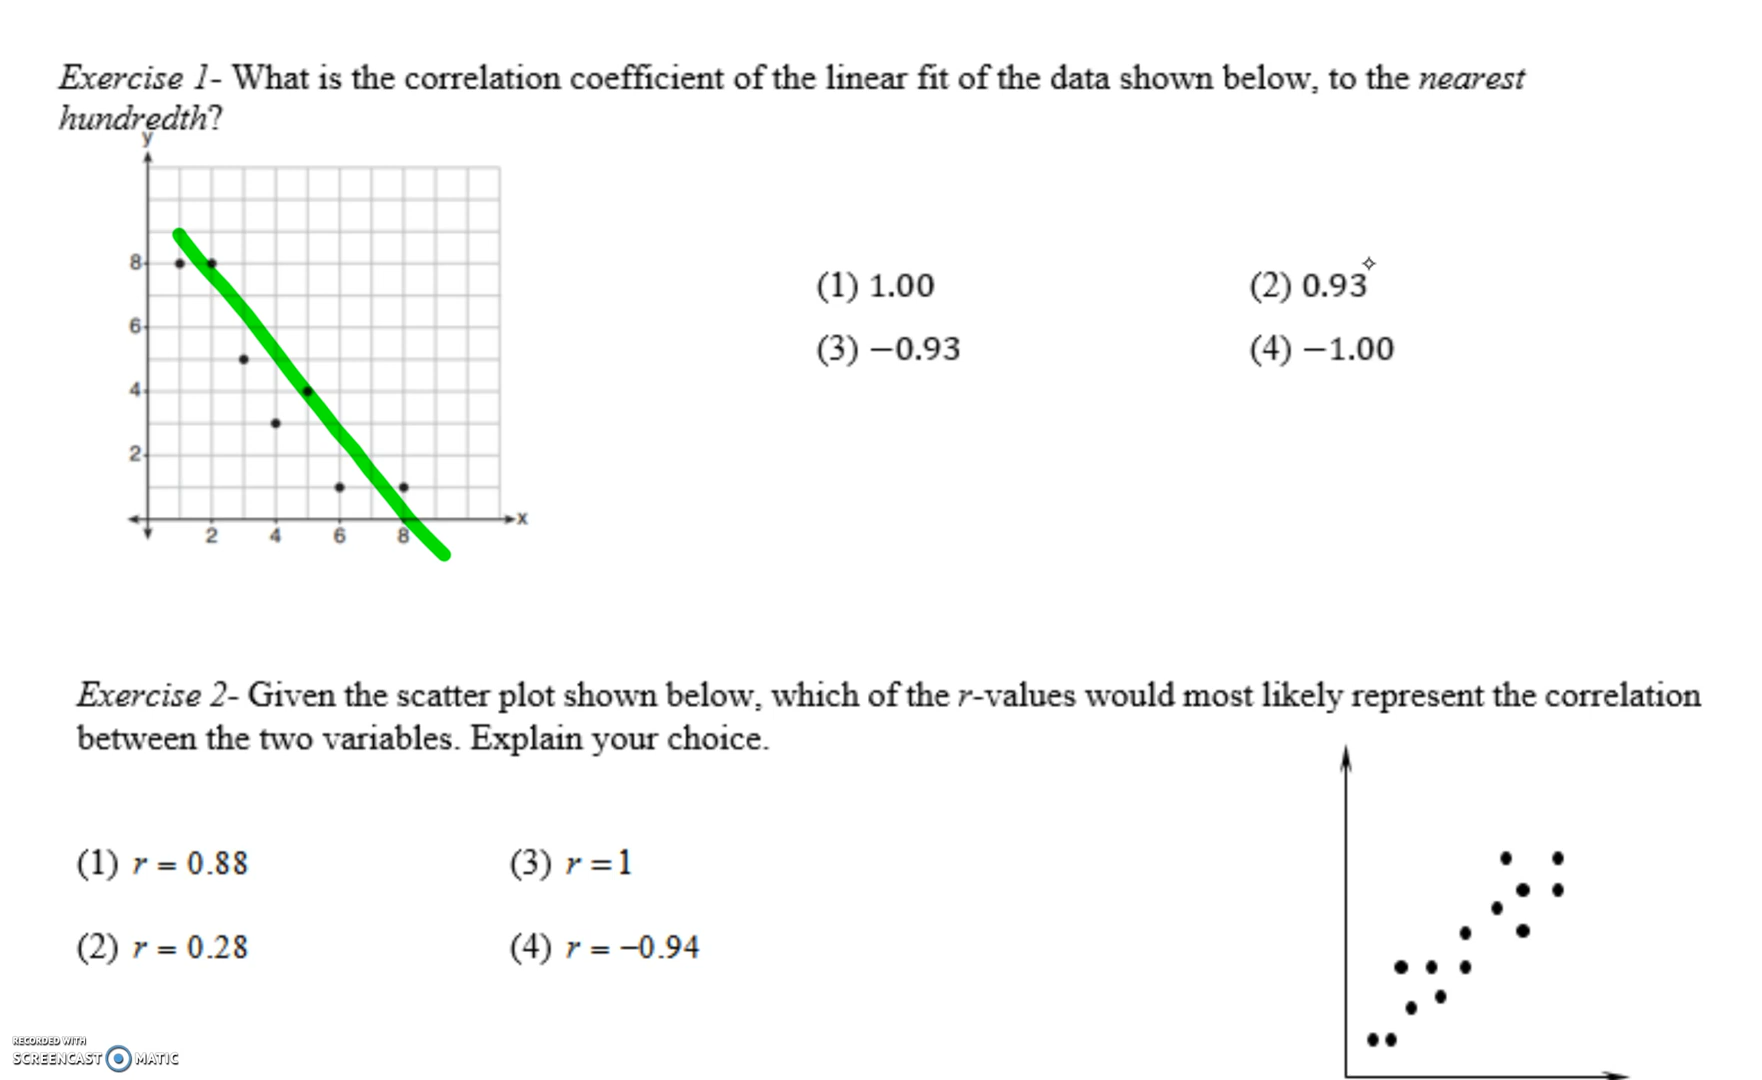 Exercise 1- What is the correlation coefficient of the linear fit of the data shown below, to the nearest
hundredth?
y
8
6
4
2
2 4 6 8 x
(1) 1.00 (2) 0.93
(3) −0.93 (4) −1.00
Exercise 2- Given the scatter plot shown below, which of the r-values would most likely represent the correlation
between the two variables. Explain your choice.
(1) r = 0.88 (3) r = 1
(2) r = 0.28 (4) r = −0.94
RECORDED WITH
SCREENCAST MATIC